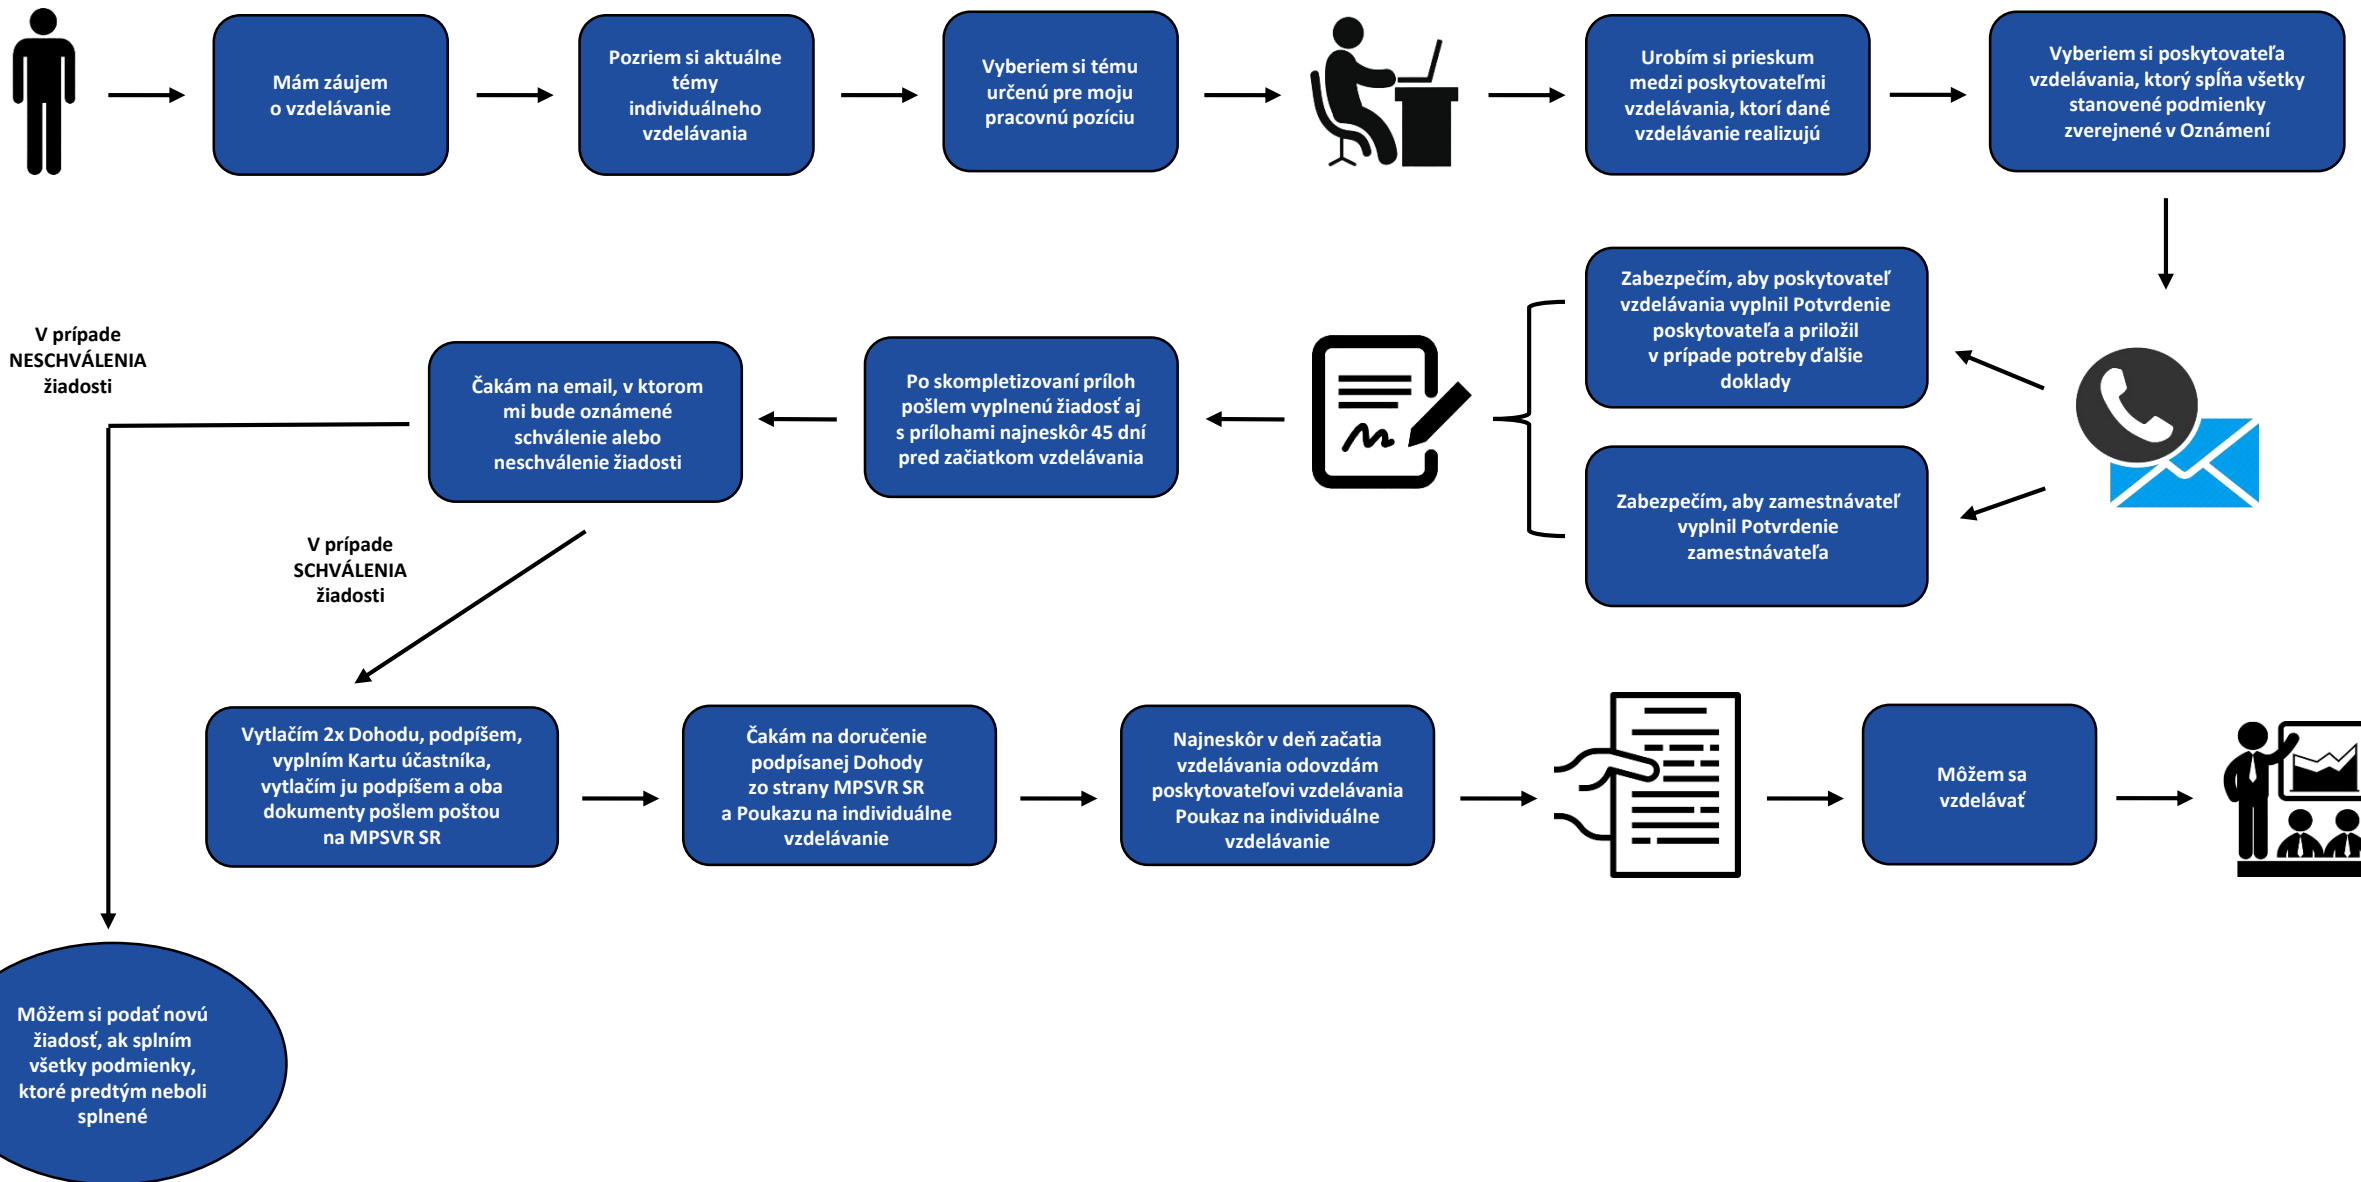 Mám záujem
o vzdelávanie
Pozriem si aktuálne
témy
individuálneho
vzdelávania
Vyberiem si tému
určenú pre moju
pracovnú pozíciu
Urobím si prieskum
medzi poskytovateľmi
vzdelávania, ktorí dané
vzdelávanie realizujú
Vyberiem si poskytovateľa
vzdelávania, ktorý spĺňa všetky
stanovené podmienky
zverejnené v Oznámení
Zabezpečím, aby poskytovateľ
vzdelávania vyplnil Potvrdenie
poskytovateľa a priložil
v prípade potreby ďalšie
doklady
Zabezpečím, aby zamestnávateľ
vyplnil Potvrdenie
zamestnávateľa
Po skompletizovaní príloh
pošlem vyplnenú žiadosť aj
s prílohami najneskôr 45 dní
pred začiatkom vzdelávania
Čakám na email, v ktorom
mi bude oznámené
schválenie alebo
neschválenie žiadosti
V prípade
NESCHVÁLENIA
žiadosti
V prípade
SCHVÁLENIA
žiadosti
Vytlačím 2x Dohodu, podpíšem,
vyplním Kartu účastníka,
vytlačím ju podpíšem a oba
dokumenty pošlem poštou
na MPSVR SR
Čakám na doručenie
podpísanej Dohody
zo strany MPSVR SR
a Poukazu na individuálne
vzdelávanie
Najneskôr v deň začatia
vzdelávania odovzdám
poskytovateľovi vzdelávania
Poukaz na individuálne
vzdelávanie
Môžem sa
vzdelávať
Môžem si podať novú
žiadosť, ak splním
všetky podmienky,
ktoré predtým neboli
splnené